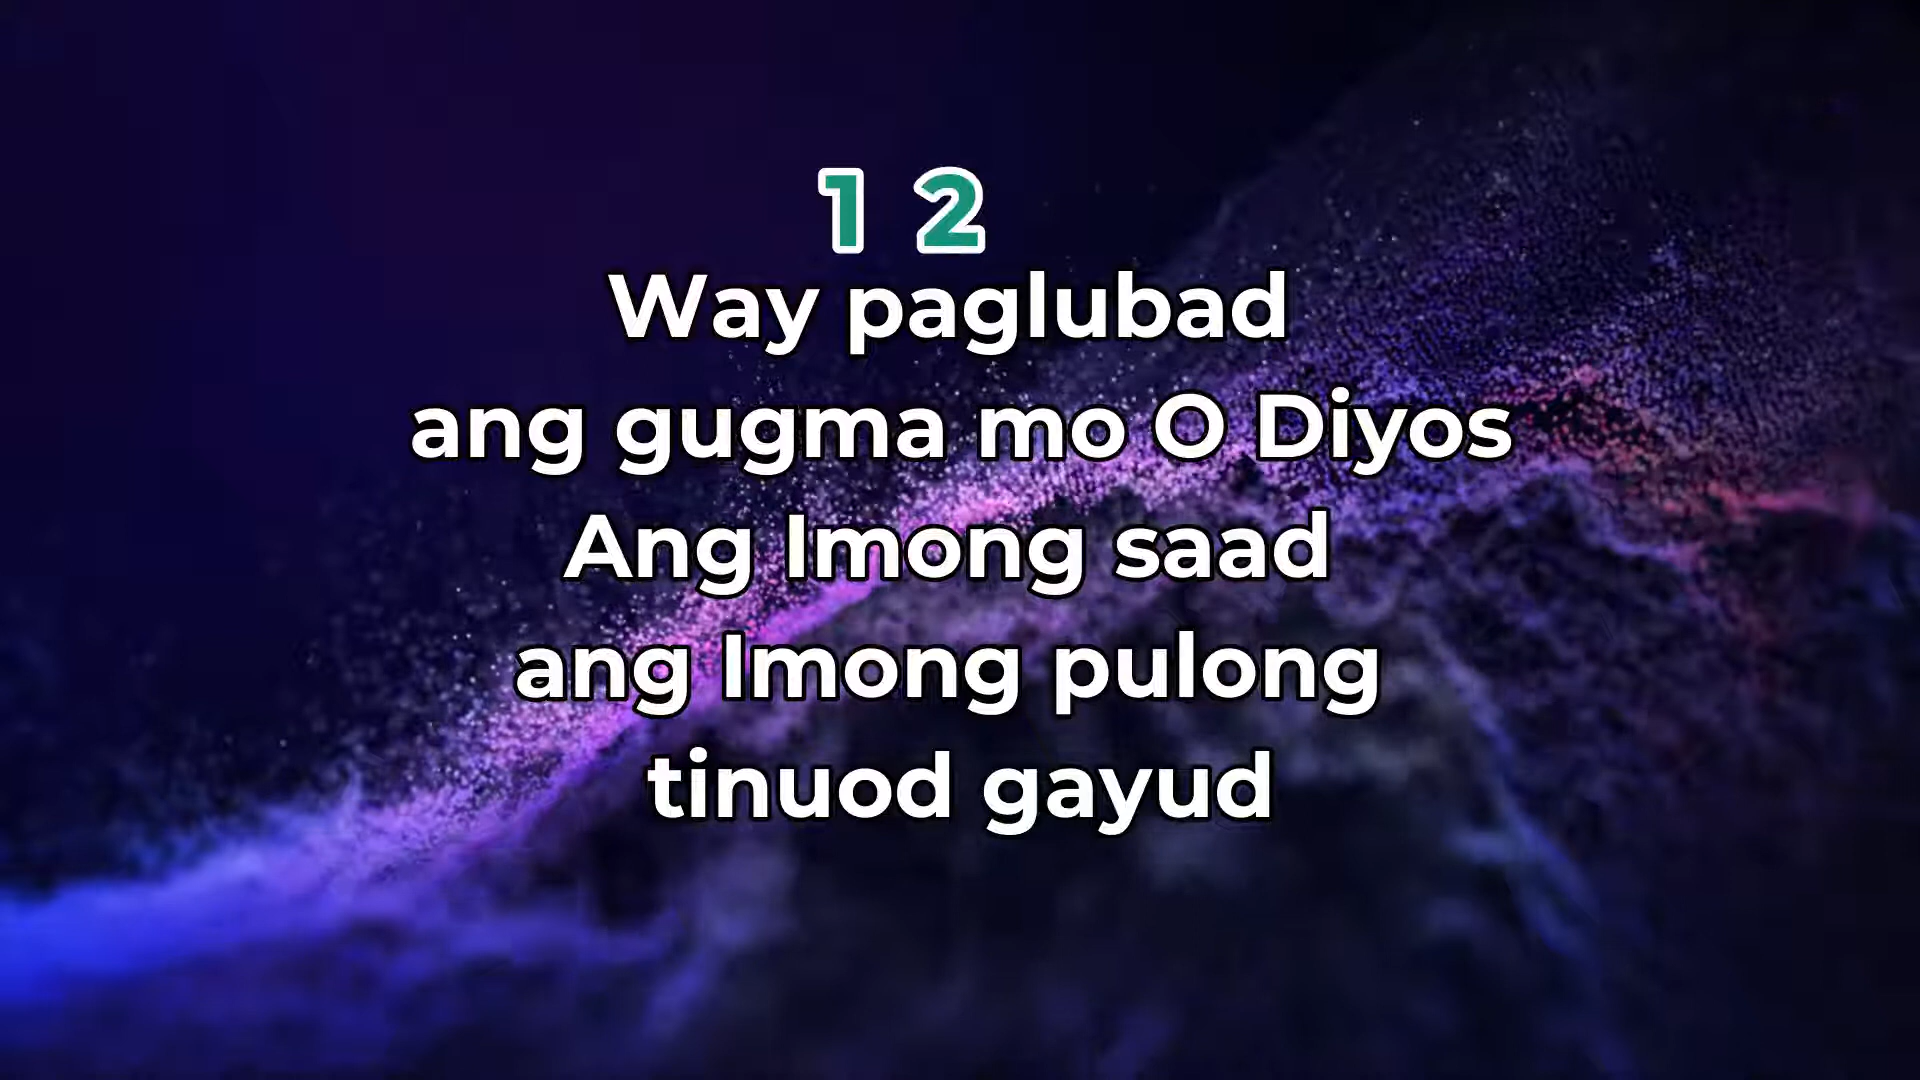 1 2
Way paglubad
ang gugma mo O Diyos
Ang Imong saad
ang Imong pulong
tinuod gayud